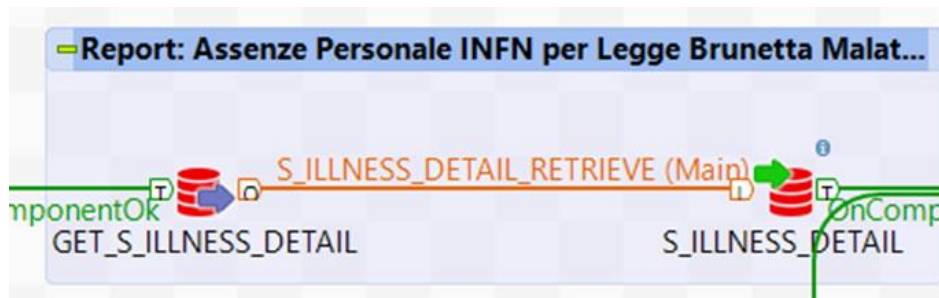 Report: Assenze Personale INFN per Legge Brunetta Malat...
S_ILLNESS_DETAIL_RETRIEVE (Main)
T
O
I
T
i
mponentOk
OnComp
GET_S_ILLNESS_DETAIL
S_ILLNESS_DETAIL